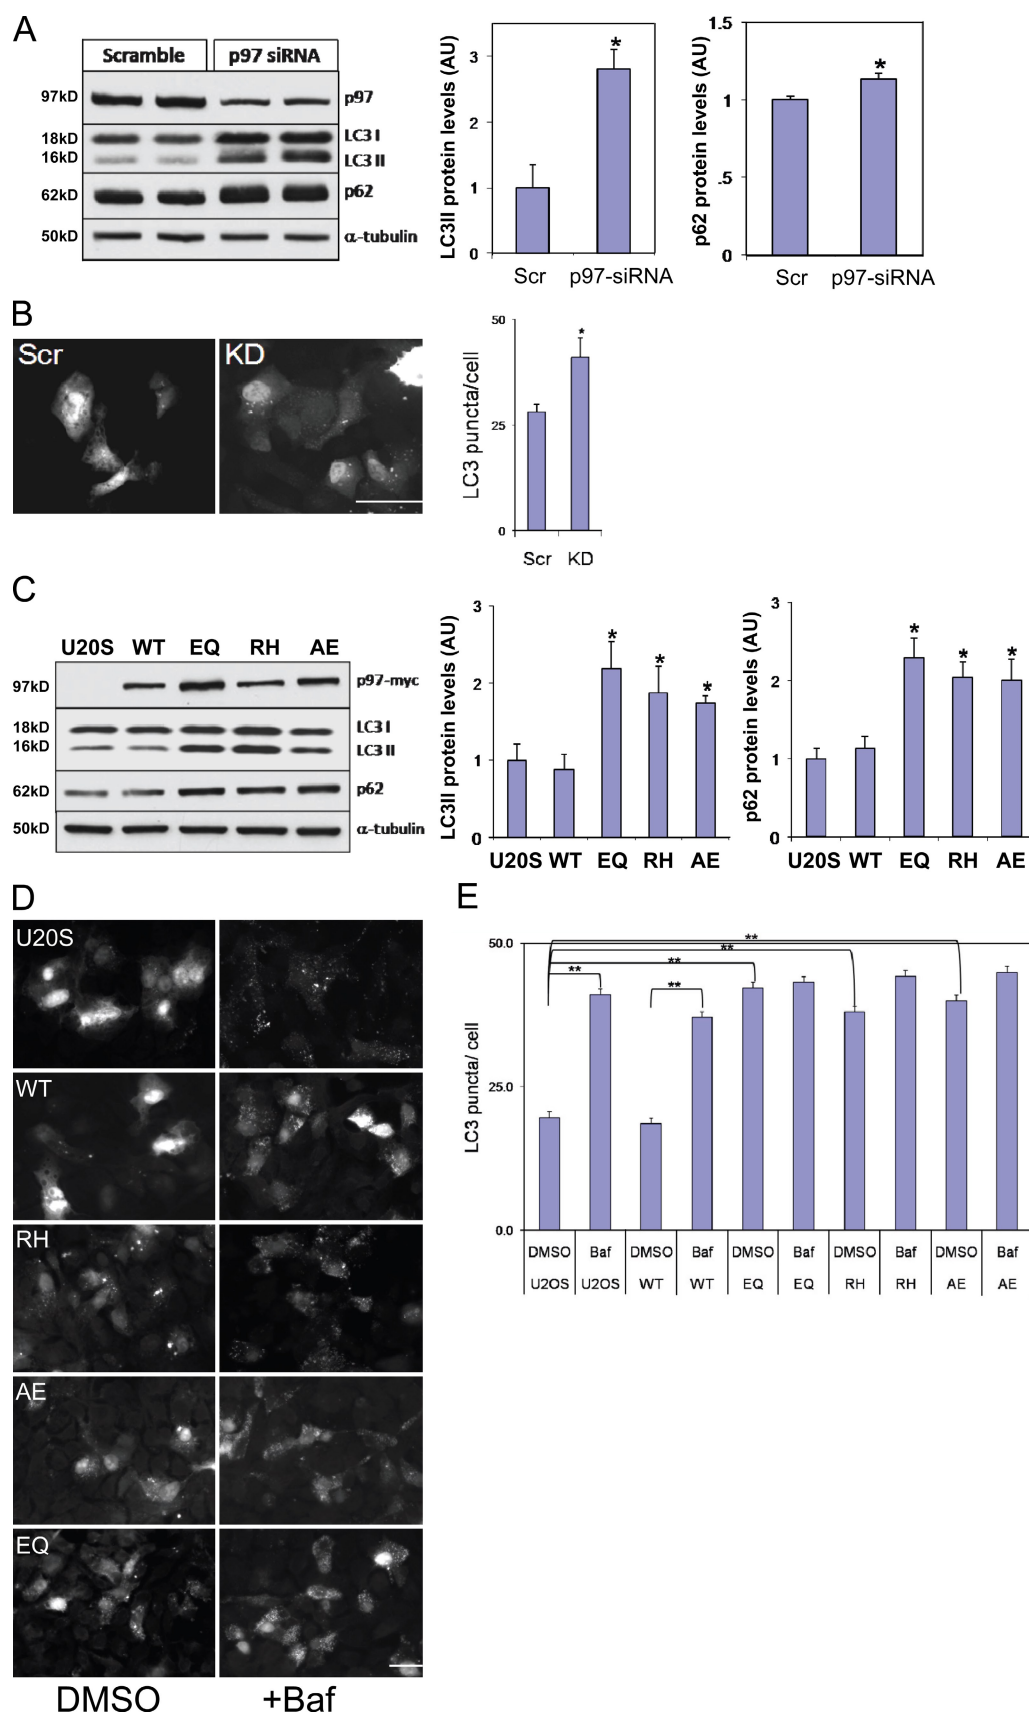 A
Scramble p97 siRNA
97kD p97
18kD LC3 I
16kD LC3 II
62kD p62
50kD α-tubulin
LC3II protein levels (AU)
3
2
1
0
*
Scr p97-siRNA
p62 protein levels (AU)
1.5
1
.5
0
*
Scr p97-siRNA
B
Scr KD
LC3 puncta/cell
50
25
0
*
Scr KD
C
U20S WT EQ RH AE
97kD p97-myc
18kD LC3 I
16kD LC3 II
62kD p62
50kD α-tubulin
LC3II protein levels (AU)
3
2
1
0
* * *
U20S WT EQ RH AE
p62 protein levels (AU)
3
2
1
0
* * *
U20S WT EQ RH AE
D
U20S
WT
RH
AE
EQ
DMSO +Baf
E
LC3 puncta/ cell
50.0
25.0
0.0
**
**
**
**
**
DMSO Baf DMSO Baf DMSO Baf DMSO Baf DMSO Baf
U2OS U2OS WT WT EQ EQ RH RH AE AE